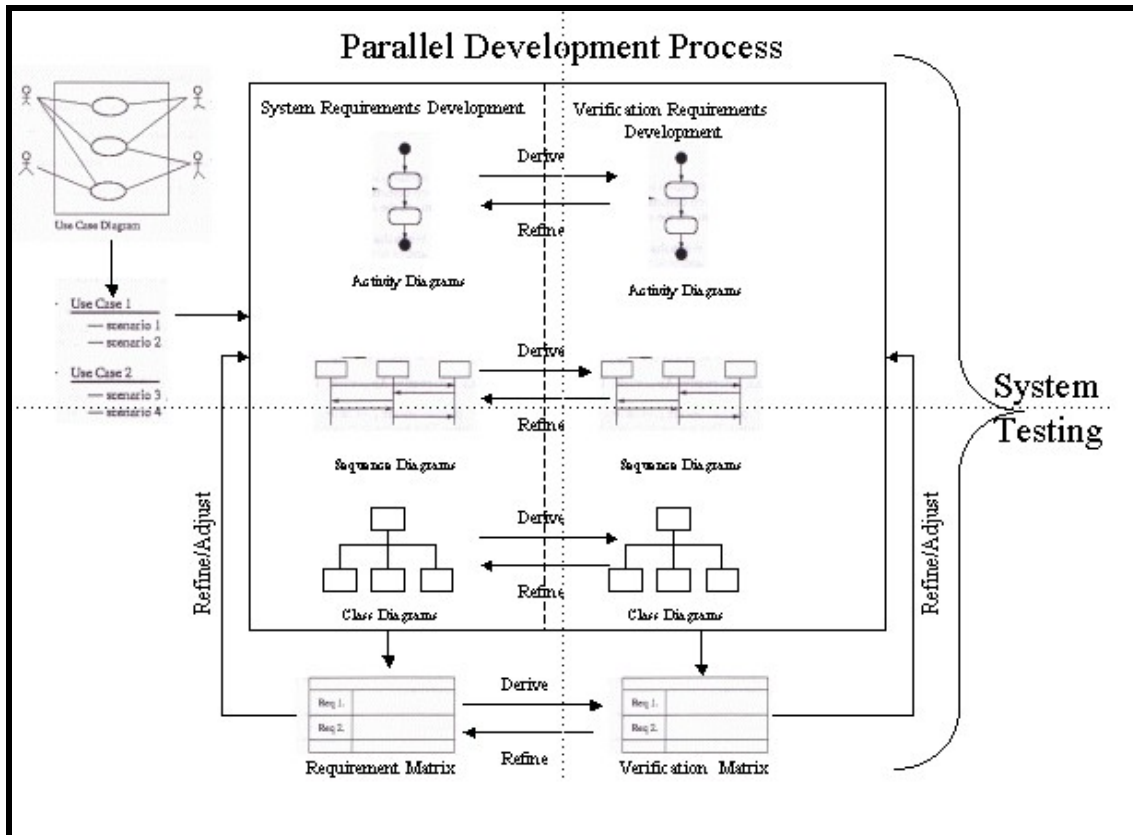 Parallel Development Process
System Requirements Development
Verification Requirements
Development
Derive
Refine
Activity Diagrams
Activity Diagrams
Use Case Diagram
Use Case 1
— scenario 1
— scenario 2
Use Case 2
— scenario 3
— scenario 4
Derive
Refine
Sequence Diagrams
Sequence Diagrams
Derive
Refine
Class Diagrams
Class Diagrams
Refine/Adjust
Refine/Adjust
System
Testing
Req 1.
Req 2.
Requirement Matrix
Derive
Refine
Req 1.
Req 2.
Verification Matrix